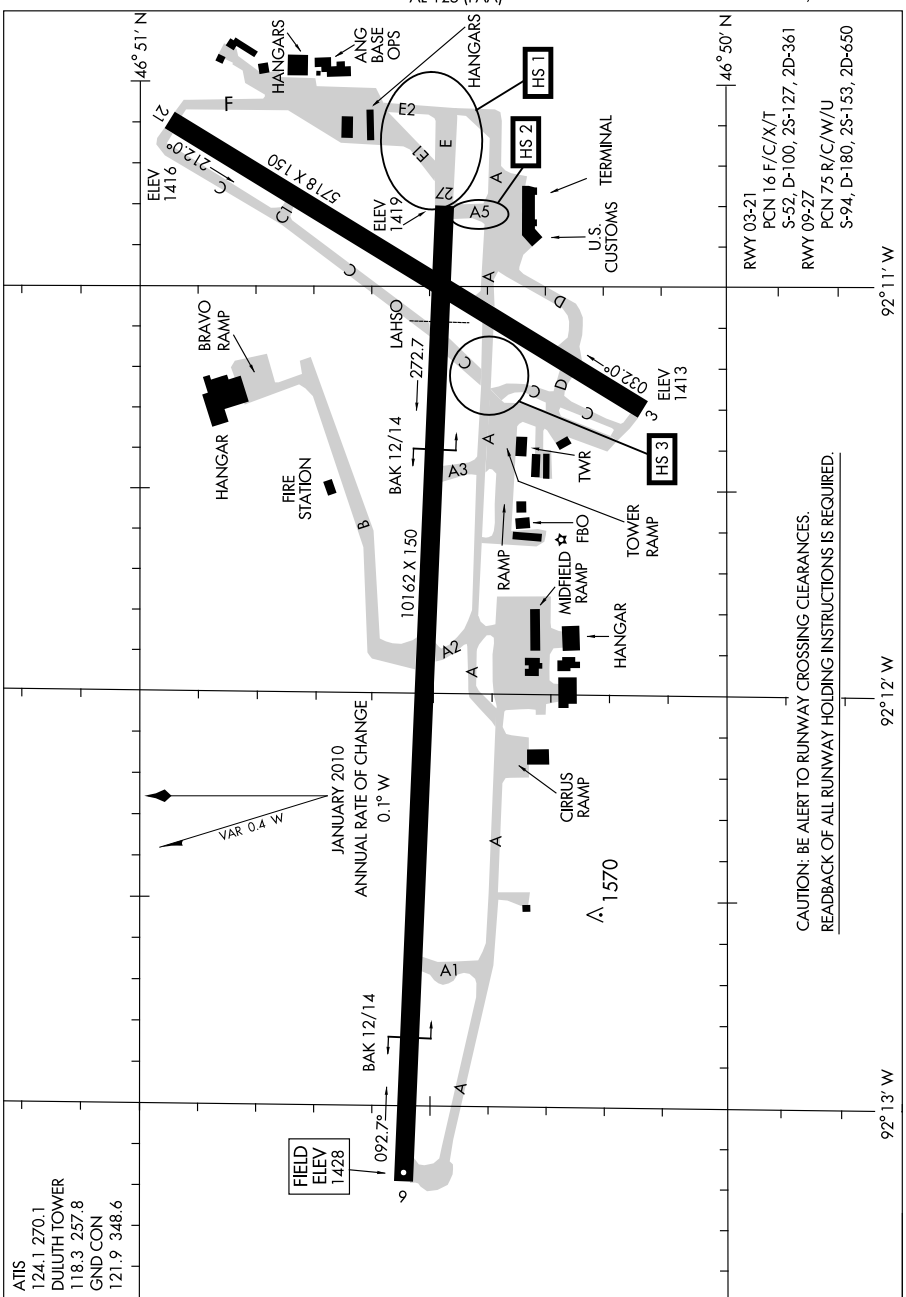 AL-123 (FAA)
ATIS
124.1 270.1
DULUTH TOWER
118.3 257.8
GND CON
121.9 348.6
46°51' N
46°50' N
92°11' W
92°12' W
92°13' W
HANGARS
ANG
BASE
OPS
HANGARS
F
E2
E1
E
HS 1
HS 2
21
212.0°
ELEV
1416
5718 X 150
C
C1
C
27
ELEV
1419
A5
A
TERMINAL
U.S.
CUSTOMS
A
D
BRAVO
RAMP
HANGAR
FIRE
STATION
B
LAHSO
272.7
BAK 12/14
C
C
D
C
032.0°
3
ELEV
1413
HS 3
A
A3
TWR
TOWER
RAMP
RAMP
FBO
MIDFIELD
RAMP
HANGAR
10162 X 150
A2
A
CIRRUS
RAMP
A
VAR 0.4 W
JANUARY 2010
ANNUAL RATE OF CHANGE
0.1° W
1570
A1
BAK 12/14
A
092.7°
FIELD
ELEV
1428
9
RWY 03-21
PCN 16 F/C/X/T
S-52, D-100, 2S-127, 2D-361
RWY 09-27
PCN 75 R/C/W/U
S-94, D-180, 2S-153, 2D-650
CAUTION: BE ALERT TO RUNWAY CROSSING CLEARANCES.
READBACK OF ALL RUNWAY HOLDING INSTRUCTIONS IS REQUIRED.